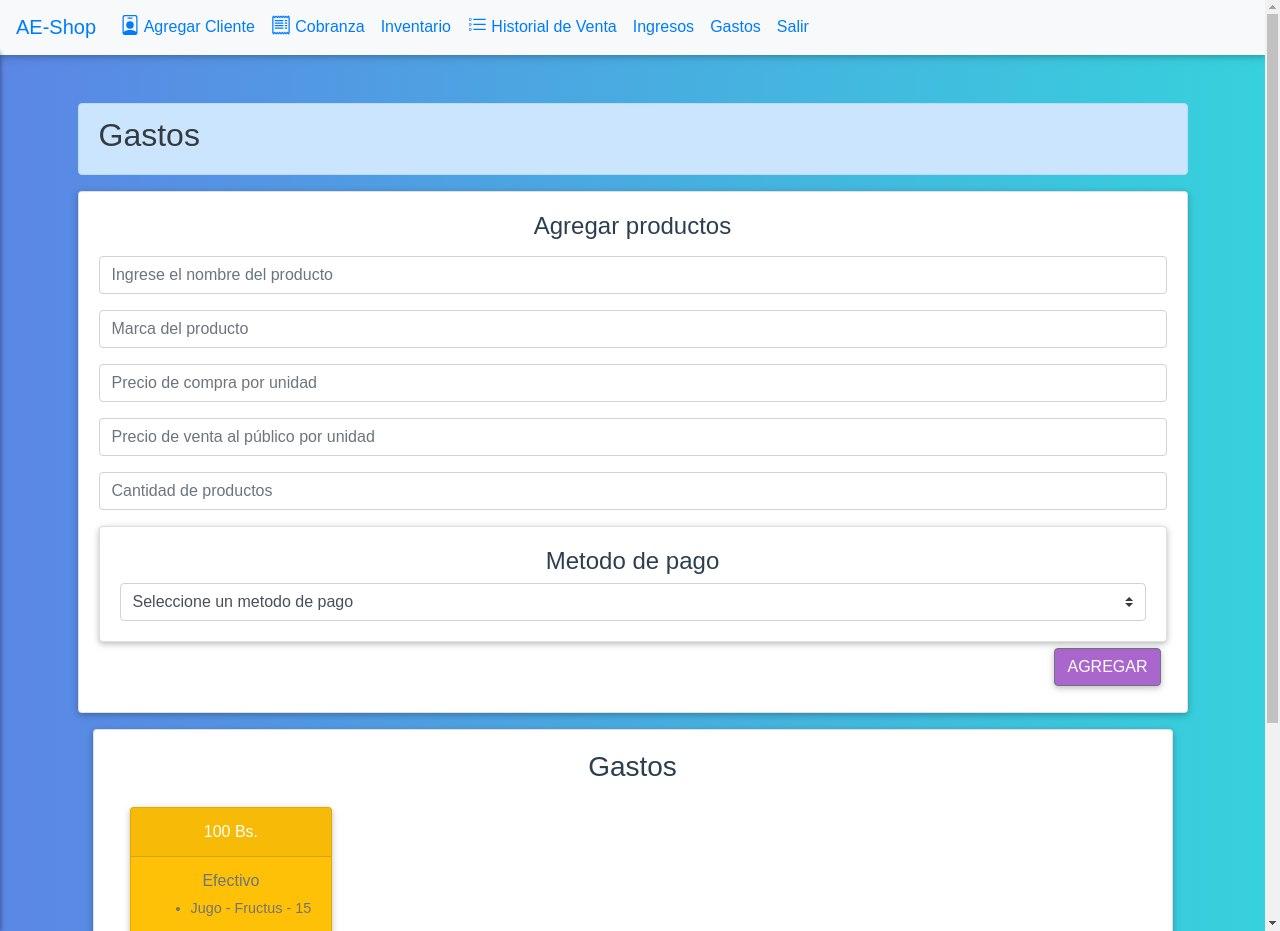 AE-Shop Agregar Cliente Cobranza Inventario Historial de Venta Ingresos Gastos Salir
Gastos
Agregar productos
Ingrese el nombre del producto
Marca del producto
Precio de compra por unidad
Precio de venta al público por unidad
Cantidad de productos
Metodo de pago
Seleccione un metodo de pago
AGREGAR
Gastos
100 Bs.
Efectivo
• Jugo - Fructus - 15